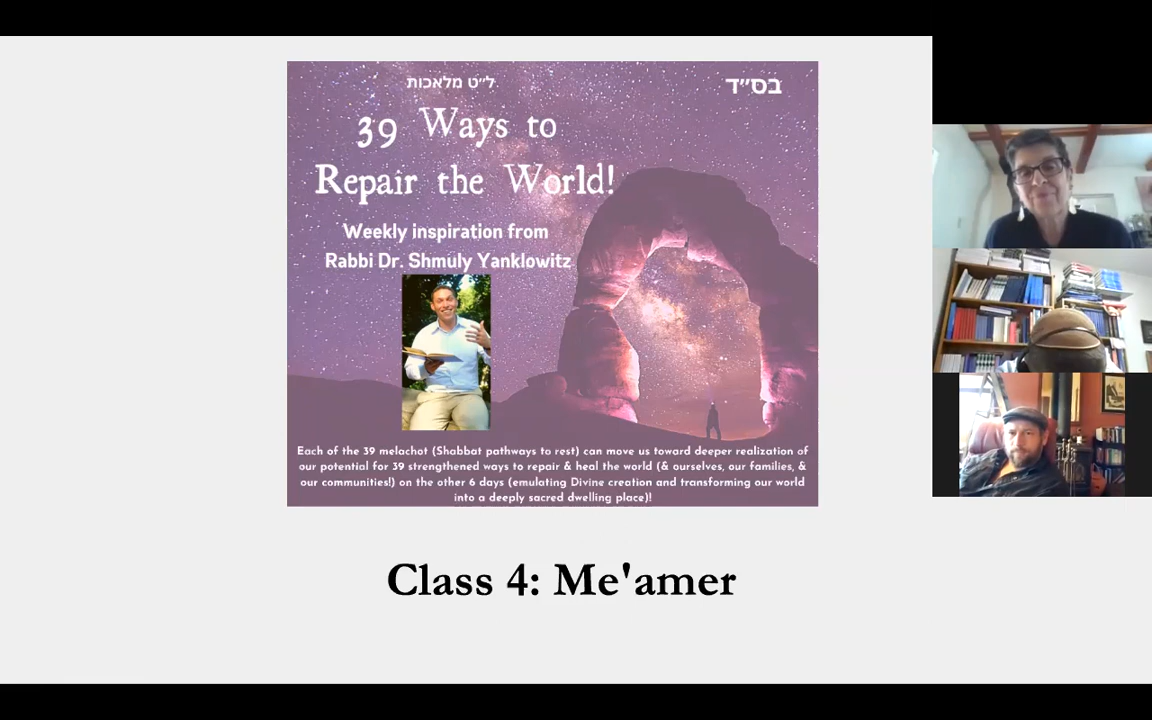 בס״ד
ל״ט מלאכות
39 Ways to
Repair the World!
Weekly inspiration from
Rabbi Dr. Shmuly Yanklowitz
Each of the 39 melachot (Shabbat pathways to rest) can move us toward deeper realization of
our potential for 39 strengthened ways to repair & heal the world (& ourselves, our families, &
our communities!) on the other 6 days (emulating Divine creation and transforming our world
into a deeply sacred dwelling place)!
Class 4: Me'amer